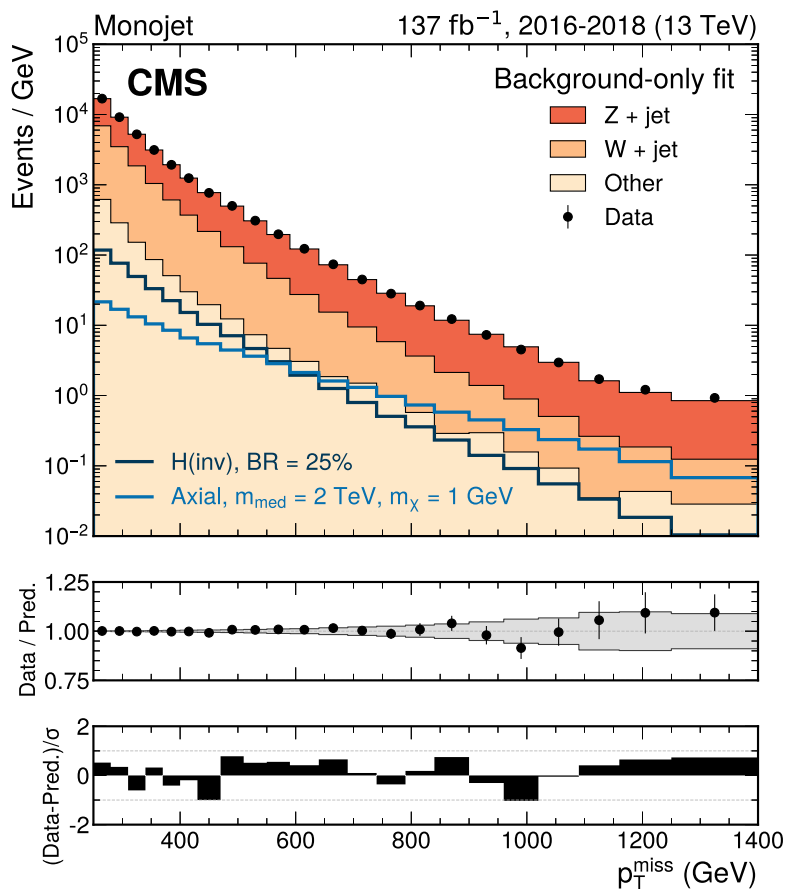 Monojet
137 fb⁻¹, 2016-2018 (13 TeV)
CMS
Background-only fit
Z + jet
W + jet
Other
Data
H(inv), BR = 25%
Axial, m_med = 2 TeV, m_χ = 1 GeV
Events / GeV
10⁵
10⁴
10³
10²
10¹
10⁰
10⁻¹
10⁻²
Data / Pred.
1.25
1.00
0.75
(Data-Pred.)/σ
2
0
-2
400 600 800 1000 1200 1400
p_T^miss (GeV)